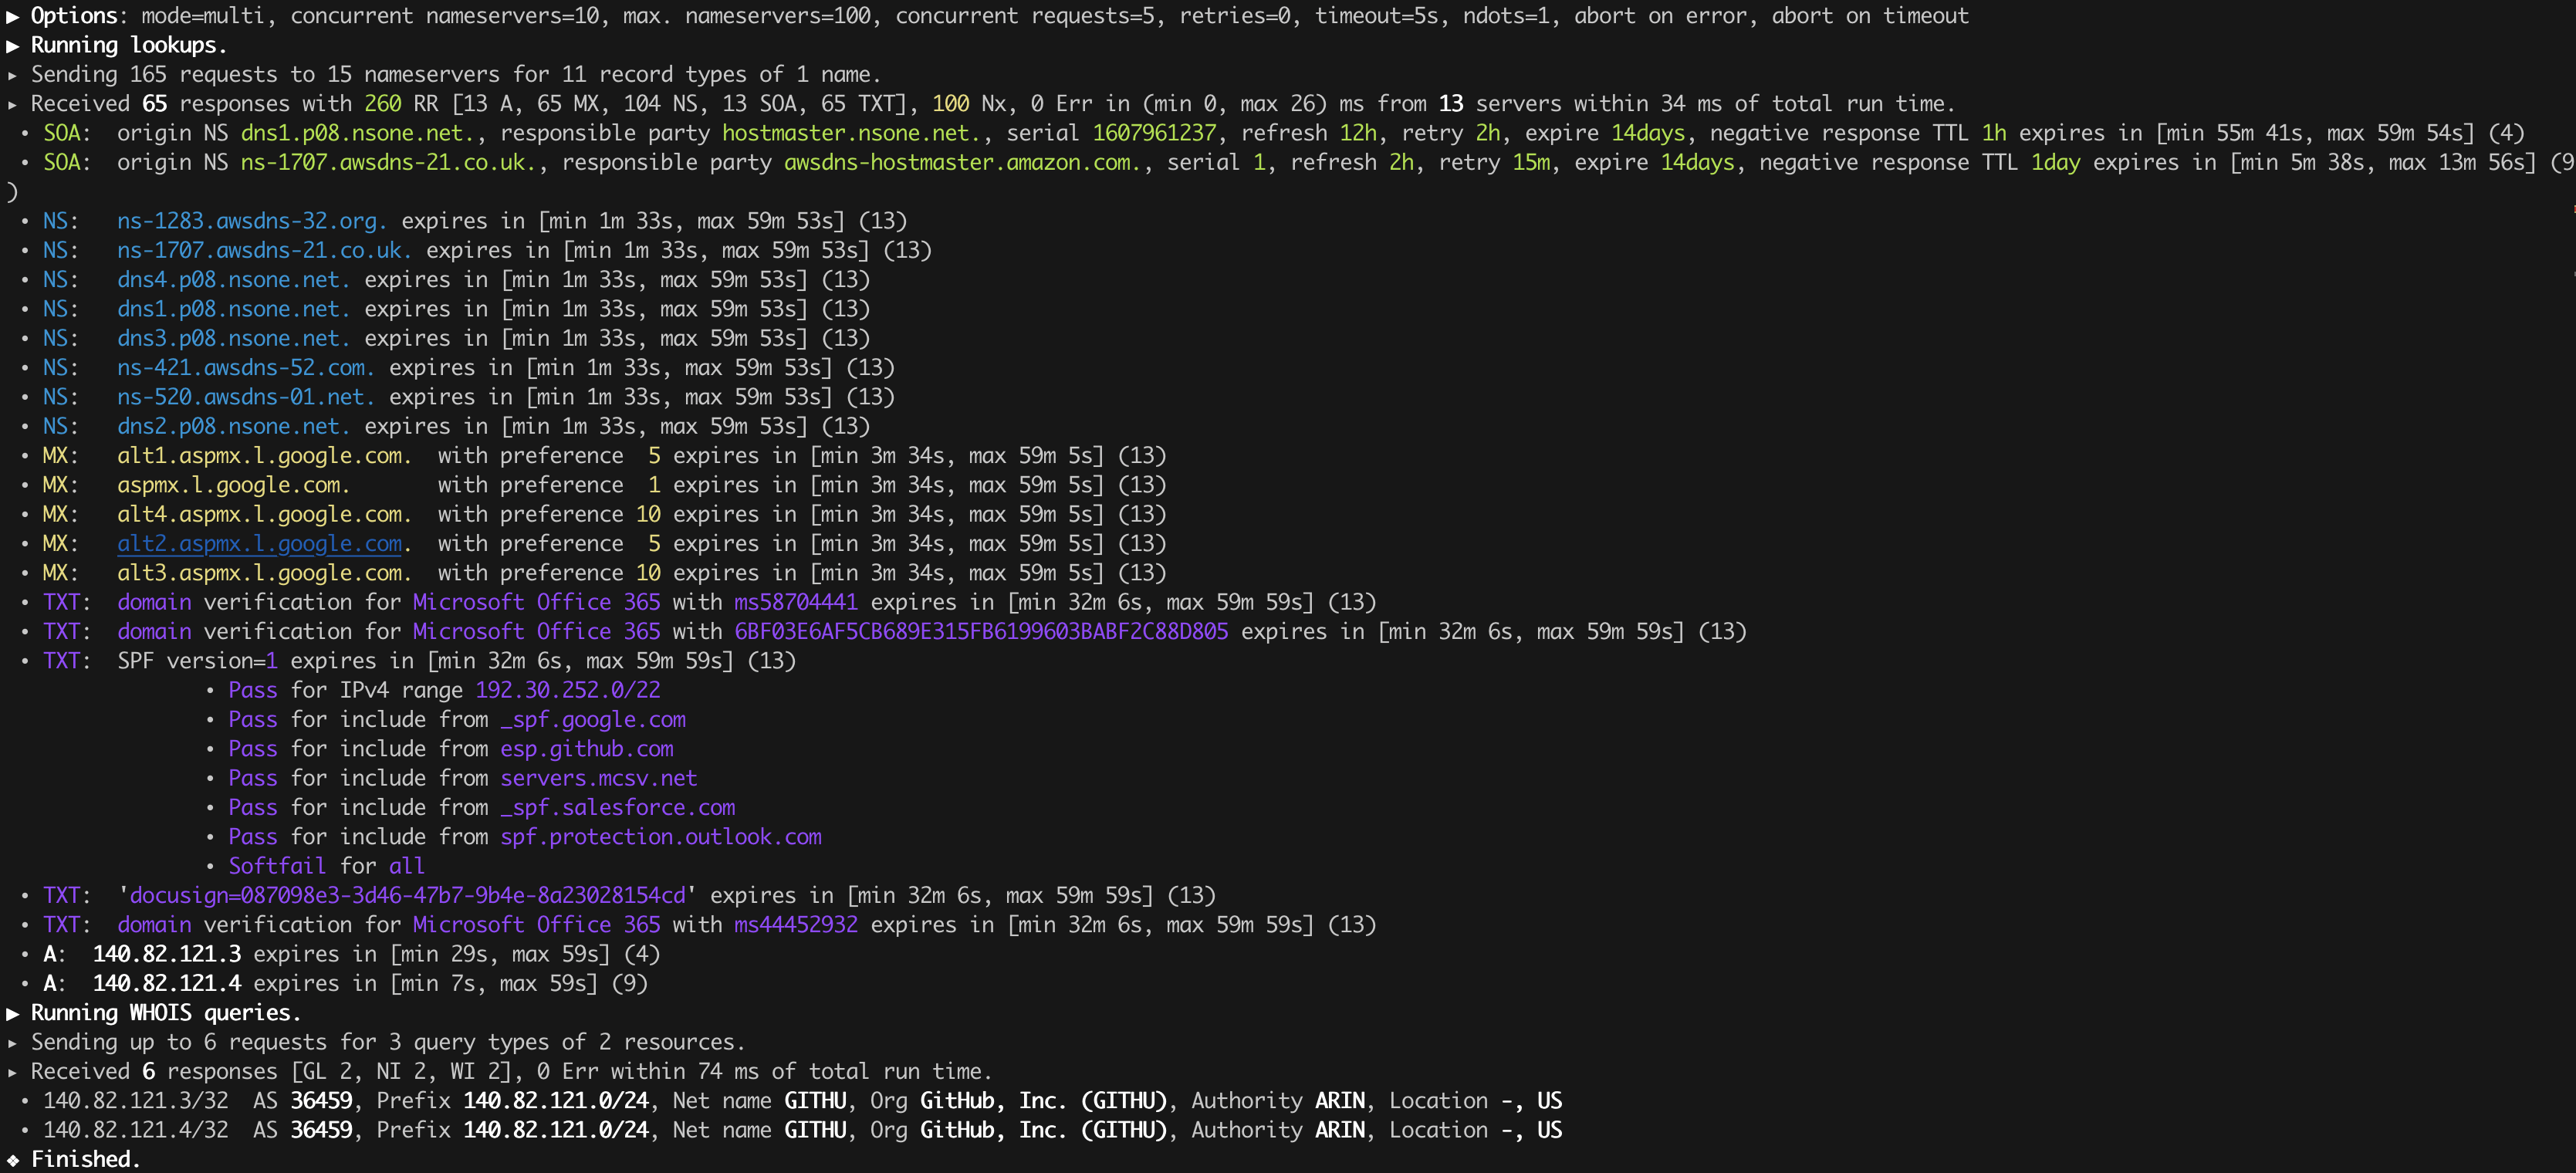 ▶ Options: mode=multi, concurrent nameservers=10, max. nameservers=100, concurrent requests=5, retries=0, timeout=5s, ndots=1, abort on error, abort on timeout
▶ Running lookups.
▸ Sending 165 requests to 15 nameservers for 11 record types of 1 name.
▸ Received 65 responses with 260 RR [13 A, 65 MX, 104 NS, 13 SOA, 65 TXT], 100 Nx, 0 Err in (min 0, max 26) ms from 13 servers within 34 ms of total run time.
• SOA: origin NS dns1.p08.nsone.net., responsible party hostmaster.nsone.net., serial 1607961237, refresh 12h, retry 2h, expire 14days, negative response TTL 1h expires in [min 55m 41s, max 59m 54s] (4)
• SOA: origin NS ns-1707.awsdns-21.co.uk., responsible party awsdns-hostmaster.amazon.com., serial 1, refresh 2h, retry 15m, expire 14days, negative response TTL 1day expires in [min 5m 38s, max 13m 56s] (9
)
• NS: ns-1283.awsdns-32.org. expires in [min 1m 33s, max 59m 53s] (13)
• NS: ns-1707.awsdns-21.co.uk. expires in [min 1m 33s, max 59m 53s] (13)
• NS: dns4.p08.nsone.net. expires in [min 1m 33s, max 59m 53s] (13)
• NS: dns1.p08.nsone.net. expires in [min 1m 33s, max 59m 53s] (13)
• NS: dns3.p08.nsone.net. expires in [min 1m 33s, max 59m 53s] (13)
• NS: ns-421.awsdns-52.com. expires in [min 1m 33s, max 59m 53s] (13)
• NS: ns-520.awsdns-01.net. expires in [min 1m 33s, max 59m 53s] (13)
• NS: dns2.p08.nsone.net. expires in [min 1m 33s, max 59m 53s] (13)
• MX: alt1.aspmx.l.google.com. with preference 5 expires in [min 3m 34s, max 59m 5s] (13)
• MX: aspmx.l.google.com. with preference 1 expires in [min 3m 34s, max 59m 5s] (13)
• MX: alt4.aspmx.l.google.com. with preference 10 expires in [min 3m 34s, max 59m 5s] (13)
• MX: alt2.aspmx.l.google.com. with preference 5 expires in [min 3m 34s, max 59m 5s] (13)
• MX: alt3.aspmx.l.google.com. with preference 10 expires in [min 3m 34s, max 59m 5s] (13)
• TXT: domain verification for Microsoft Office 365 with ms58704441 expires in [min 32m 6s, max 59m 59s] (13)
• TXT: domain verification for Microsoft Office 365 with 6BF03E6AF5CB689E315FB6199603BABF2C88D805 expires in [min 32m 6s, max 59m 59s] (13)
• TXT: SPF version=1 expires in [min 32m 6s, max 59m 59s] (13)
• Pass for IPv4 range 192.30.252.0/22
• Pass for include from _spf.google.com
• Pass for include from esp.github.com
• Pass for include from servers.mcsv.net
• Pass for include from _spf.salesforce.com
• Pass for include from spf.protection.outlook.com
• Softfail for all
• TXT: 'docusign=087098e3-3d46-47b7-9b4e-8a23028154cd' expires in [min 32m 6s, max 59m 59s] (13)
• TXT: domain verification for Microsoft Office 365 with ms44452932 expires in [min 32m 6s, max 59m 59s] (13)
• A: 140.82.121.3 expires in [min 29s, max 59s] (4)
• A: 140.82.121.4 expires in [min 7s, max 59s] (9)
▶ Running WHOIS queries.
▸ Sending up to 6 requests for 3 query types of 2 resources.
▸ Received 6 responses [GL 2, NI 2, WI 2], 0 Err within 74 ms of total run time.
• 140.82.121.3/32 AS 36459, Prefix 140.82.121.0/24, Net name GITHU, Org GitHub, Inc. (GITHU), Authority ARIN, Location -, US
• 140.82.121.4/32 AS 36459, Prefix 140.82.121.0/24, Net name GITHU, Org GitHub, Inc. (GITHU), Authority ARIN, Location -, US
❖ Finished.